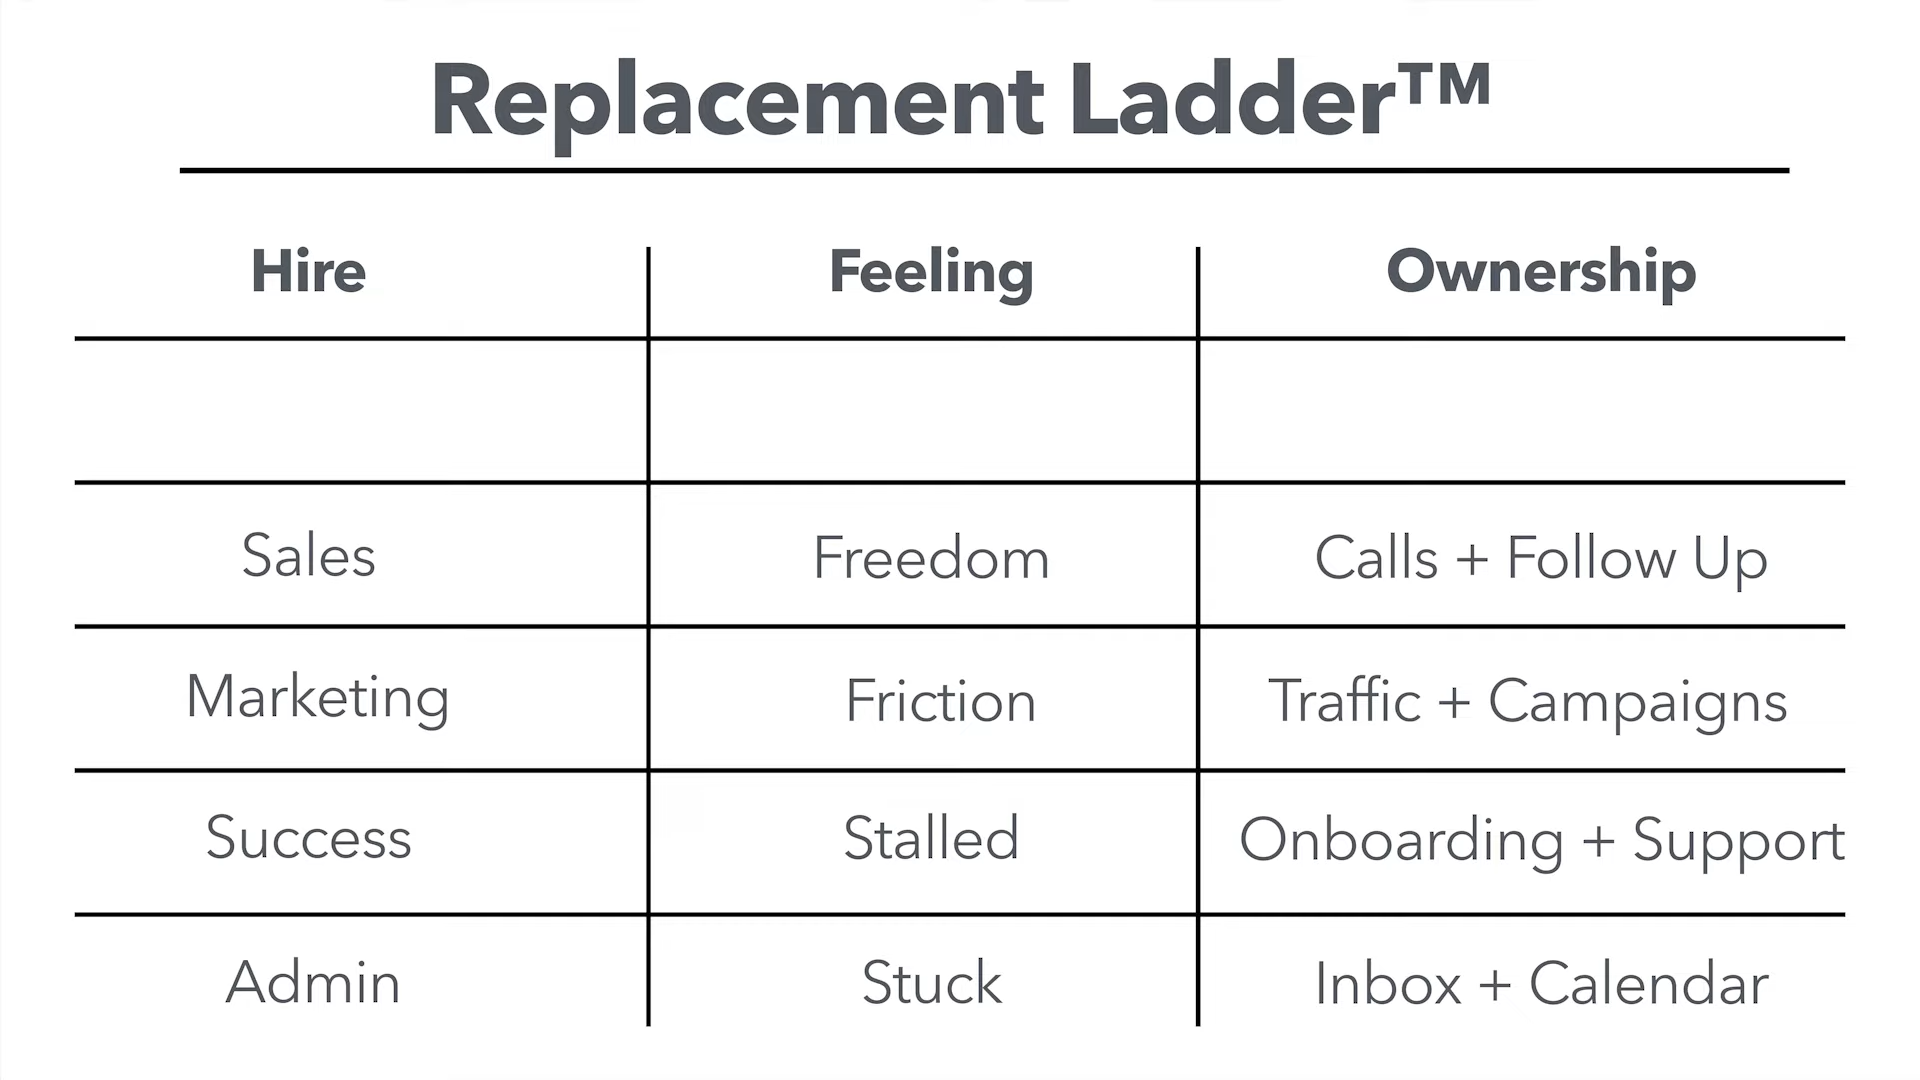 Replacement Ladder™
Hire Feeling Ownership
Sales Freedom Calls + Follow Up
Marketing Friction Traffic + Campaigns
Success Stalled Onboarding + Support
Admin Stuck Inbox + Calendar